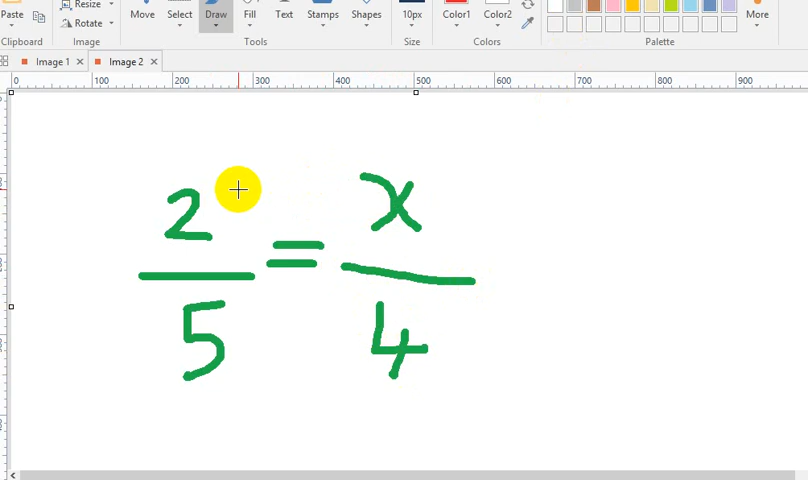 Paste Resize Rotate Move Select Draw Fill Text Stamps Shapes 10px Color1 Color2 More
Clipboard Image Tools Size Colors Palette
Image 1 Image 2
0 100 200 300 400 500 600 700 800 900
2/5 = x/4